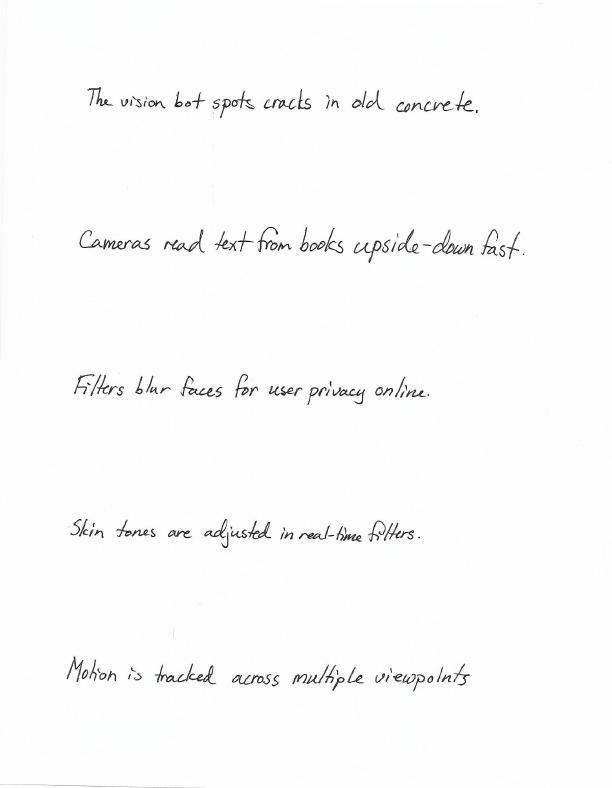 The vision bot spots cracks in old concrete.
Cameras read text from books upside-down fast.
Filters blur faces for user privacy online.
Skin tones are adjusted in real-time filters.
Motion is tracked across multiple viewpoints